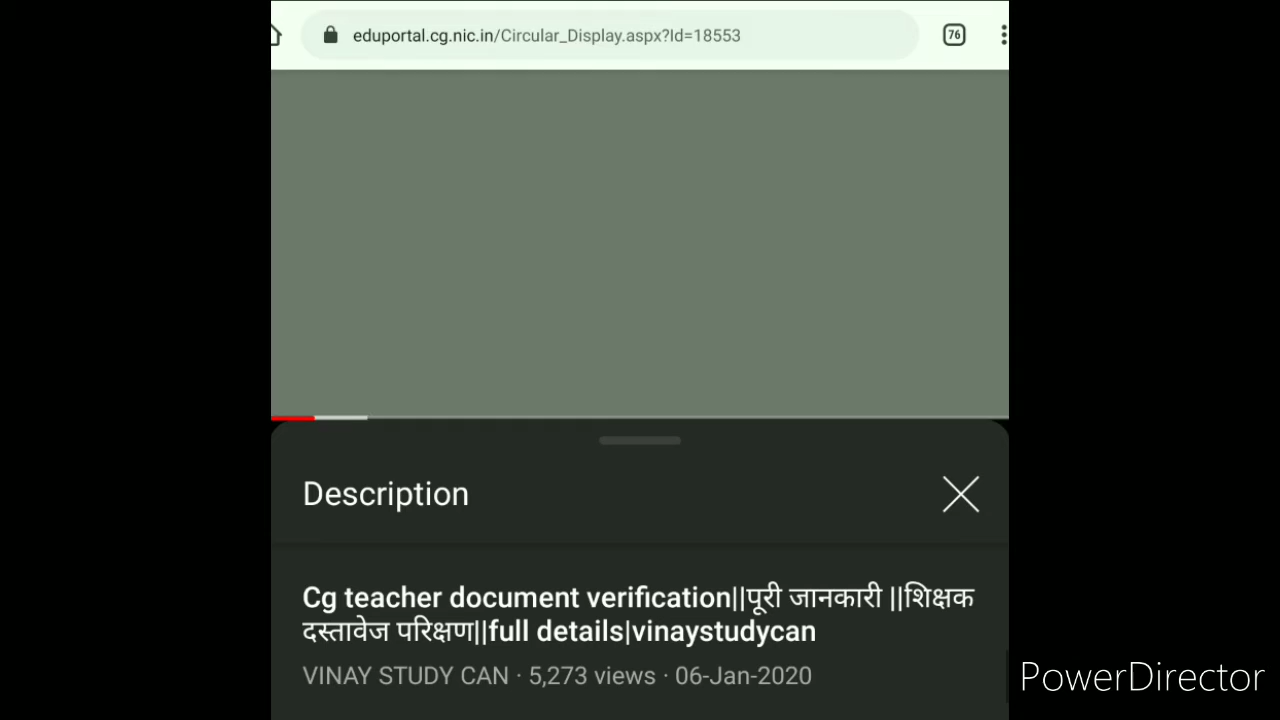 eduportal.cg.nic.in/Circular_Display.aspx?Id=18553
76
Description
Cg teacher document verification||पूरी जानकारी ||शिक्षक
दस्तावेज परिक्षण||full details|vinaystudycan
VINAY STUDY CAN · 5,273 views · 06-Jan-2020
PowerDirector